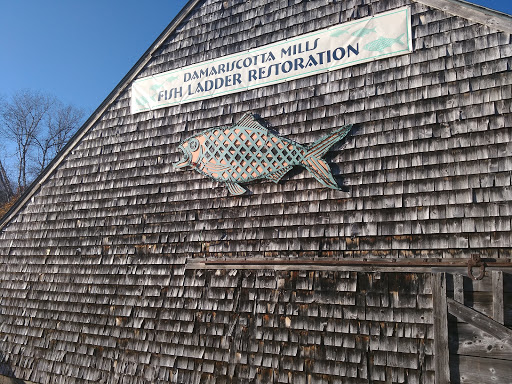 DAMARISCOTTA MILLS
FISH LADDER RESTORATION